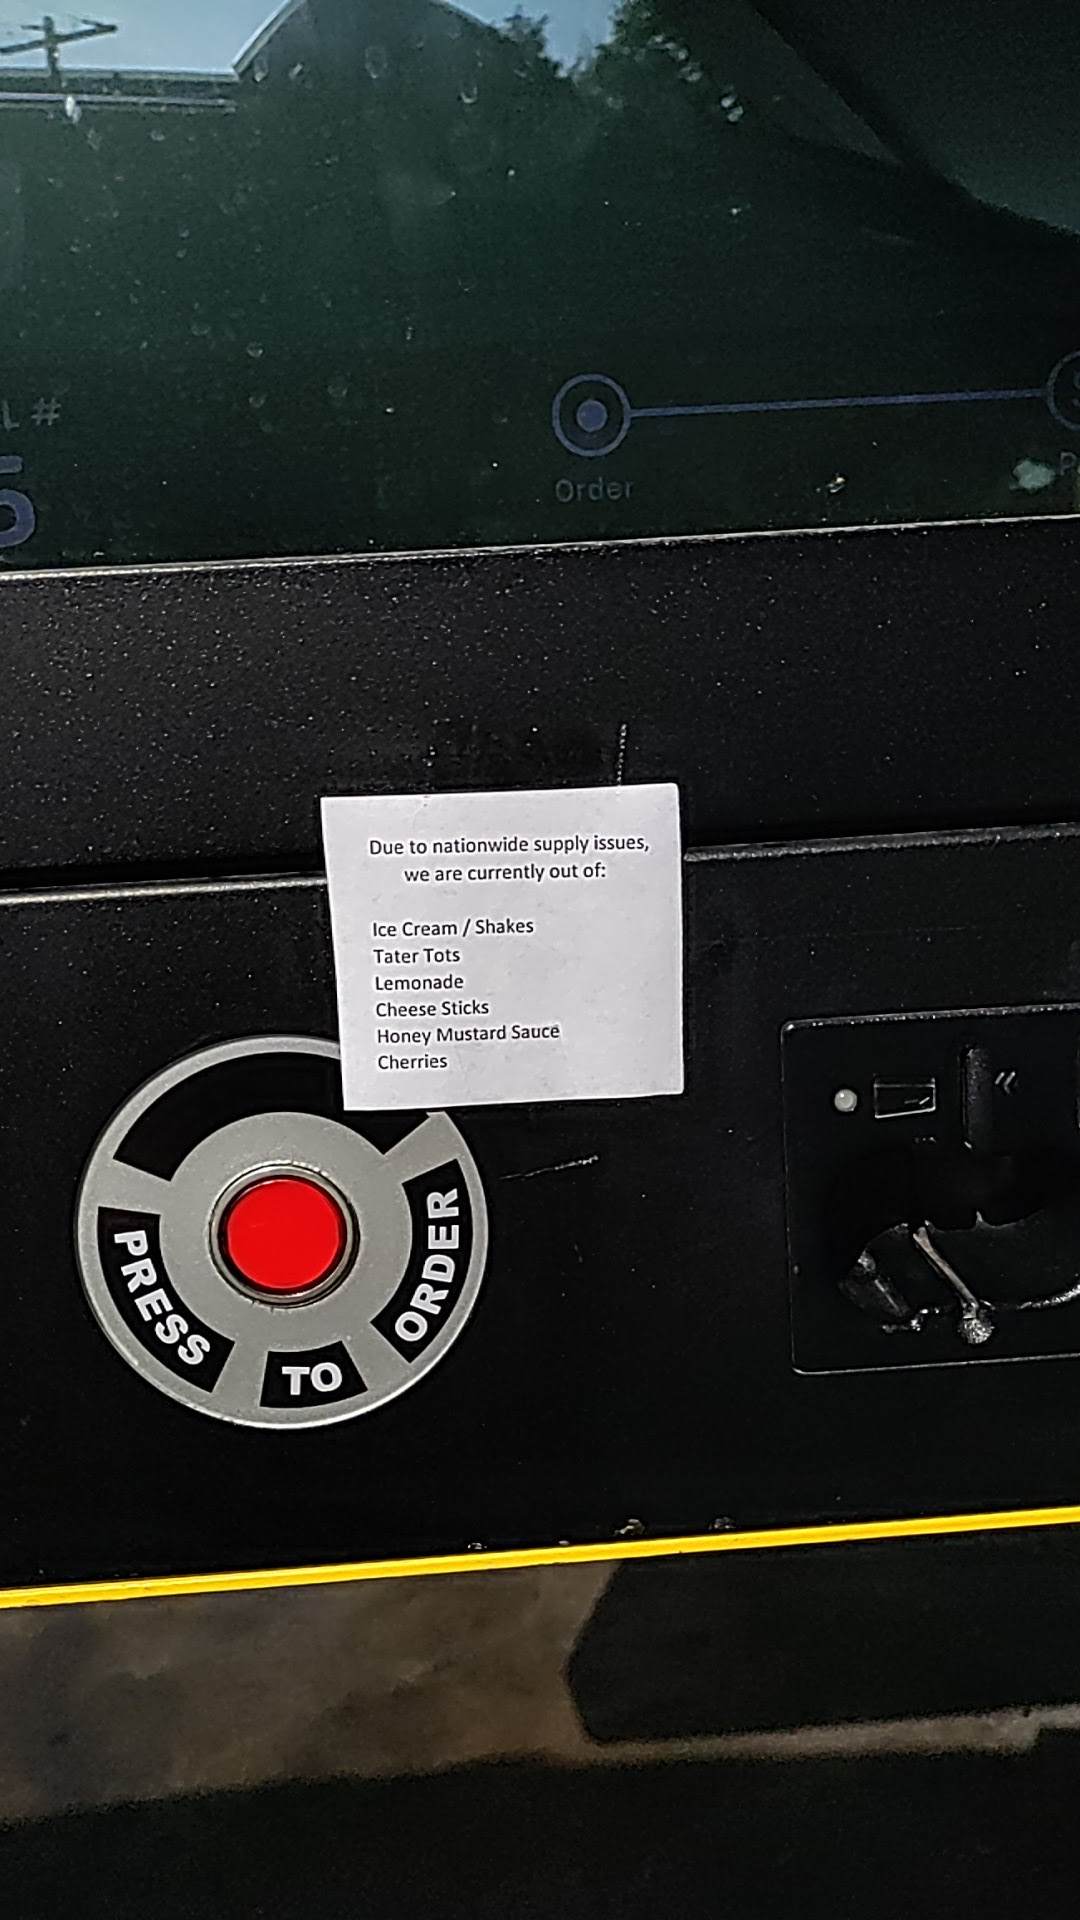 L #
5
Order
Due to nationwide supply issues,
we are currently out of:
Ice Cream / Shakes
Tater Tots
Lemonade
Cheese Sticks
Honey Mustard Sauce
Cherries
PRESS
TO
ORDER